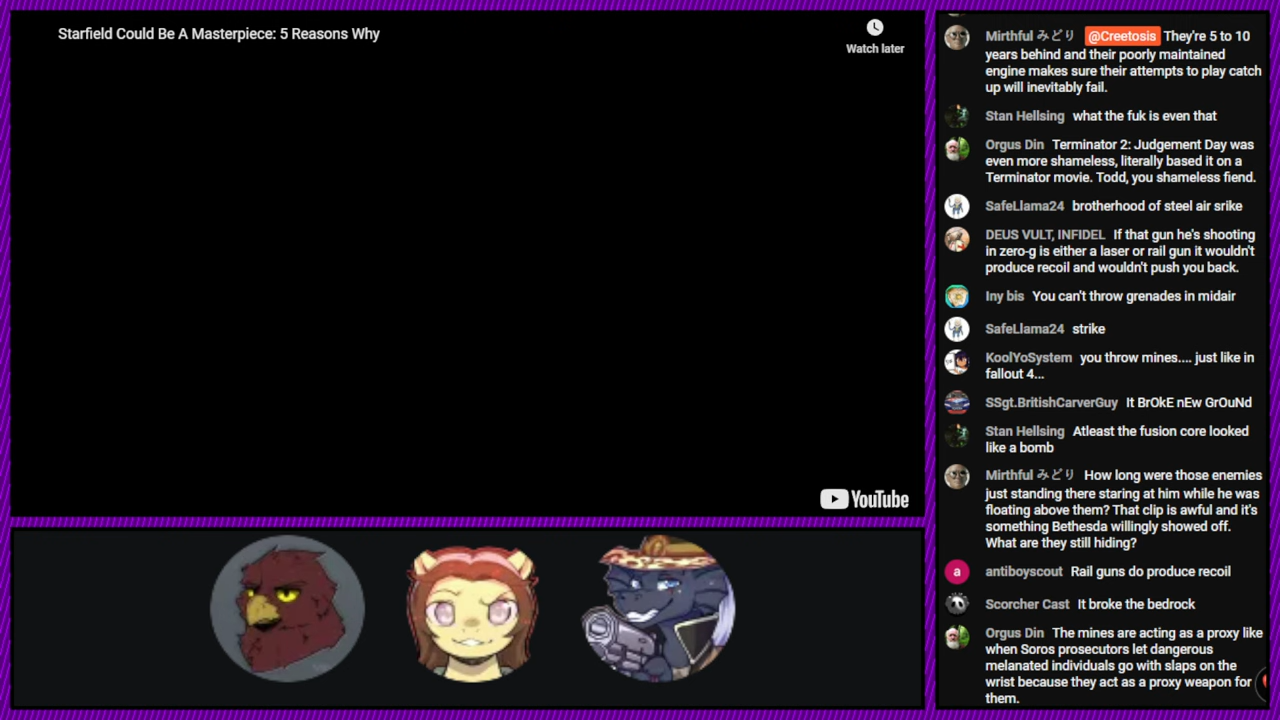 Starfield Could Be A Masterpiece: 5 Reasons Why
Watch later
YouTube
Mirthful みどり @Creetosis They're 5 to 10
years behind and their poorly maintained
engine makes sure their attempts to play catch
up will inevitably fail.
Stan Hellsing what the fuk is even that
Orgus Din Terminator 2: Judgement Day was
even more shameless, literally based it on a
Terminator movie. Todd, you shameless fiend.
SafeLlama24 brotherhood of steel air srike
DEUS VULT, INFIDEL If that gun he's shooting
in zero-g is either a laser or rail gun it wouldn't
produce recoil and wouldn't push you back.
Iny bis You can't throw grenades in midair
SafeLlama24 strike
KoolYoSystem you throw mines.... just like in
fallout 4...
SSgt.BritishCarverGuy It BrOkE nEw GrOuNd
Stan Hellsing Atleast the fusion core looked
like a bomb
Mirthful みどり How long were those enemies
just standing there staring at him while he was
floating above them? That clip is awful and it's
something Bethesda willingly showed off.
What are they still hiding?
a antiboyscout Rail guns do produce recoil
Scorcher Cast It broke the bedrock
Orgus Din The mines are acting as a proxy like
when Soros prosecutors let dangerous
melanated individuals go with slaps on the
wrist because they act as a proxy weapon for
them.